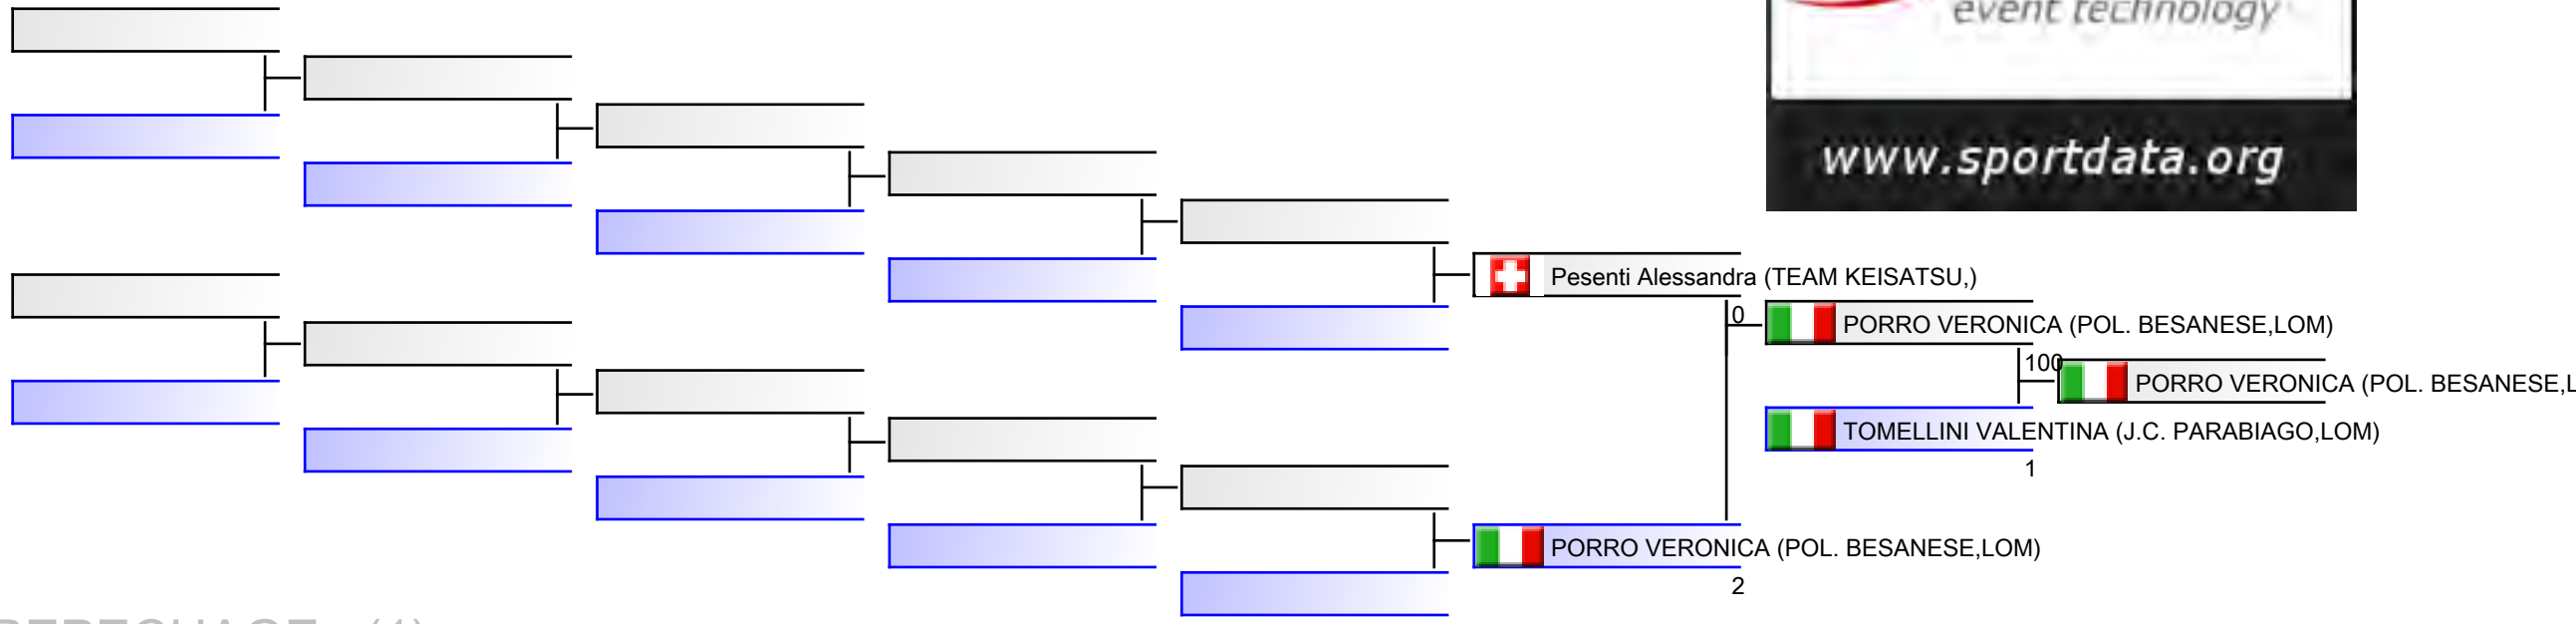 event technology
www.sportdata.org
Pesenti Alessandra (TEAM KEISATSU,)
0
PORRO VERONICA (POL. BESANESE,LOM)
100
PORRO VERONICA (POL. BESANESE,L
TOMELLINI VALENTINA (J.C. PARABIAGO,LOM)
1
PORRO VERONICA (POL. BESANESE,LOM)
2